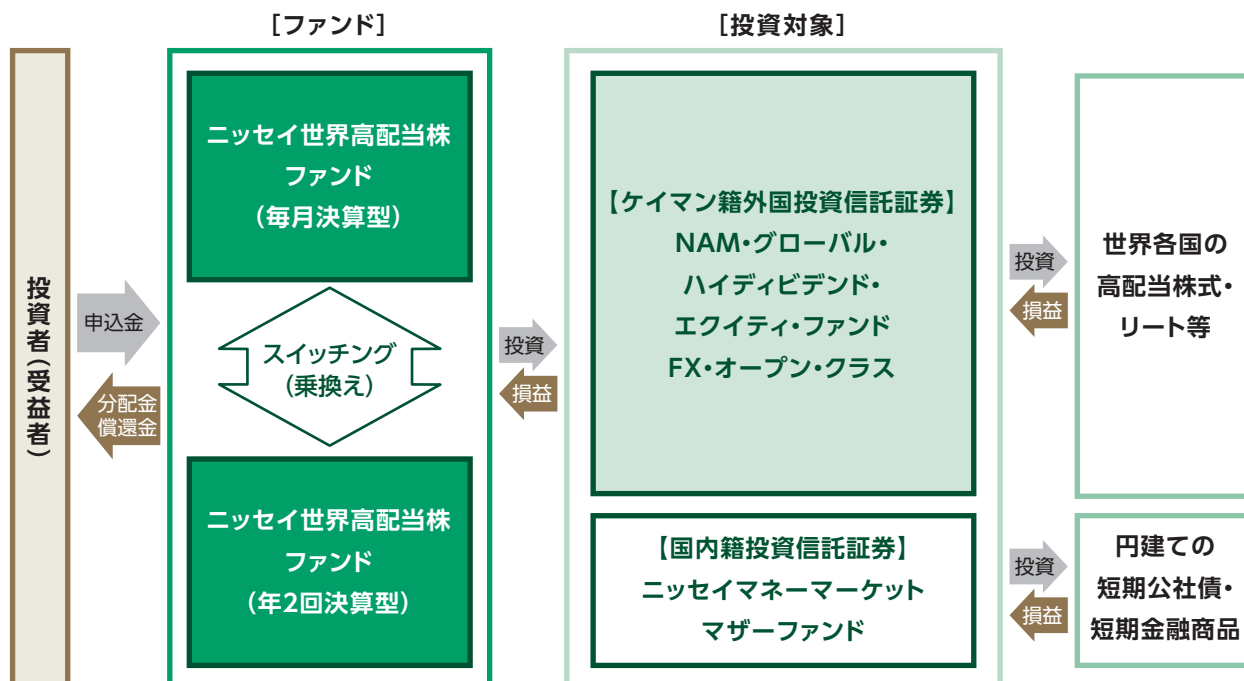 ［ファンド］
［投資対象］
投資者（受益者）
申込金
分配金
償還金
ニッセイ世界高配当株
ファンド
（毎月決算型）
スイッチング
（乗換え）
ニッセイ世界高配当株
ファンド
（年2回決算型）
投資
損益
【ケイマン籍外国投資信託証券】
NAM・グローバル・
ハイディビデンド・
エクイティ・ファンド
FX・オープン・クラス
【国内籍投資信託証券】
ニッセイマネーマーケット
マザーファンド
投資
損益
世界各国の
高配当株式・
リート等
投資
損益
円建ての
短期公社債・
短期金融商品